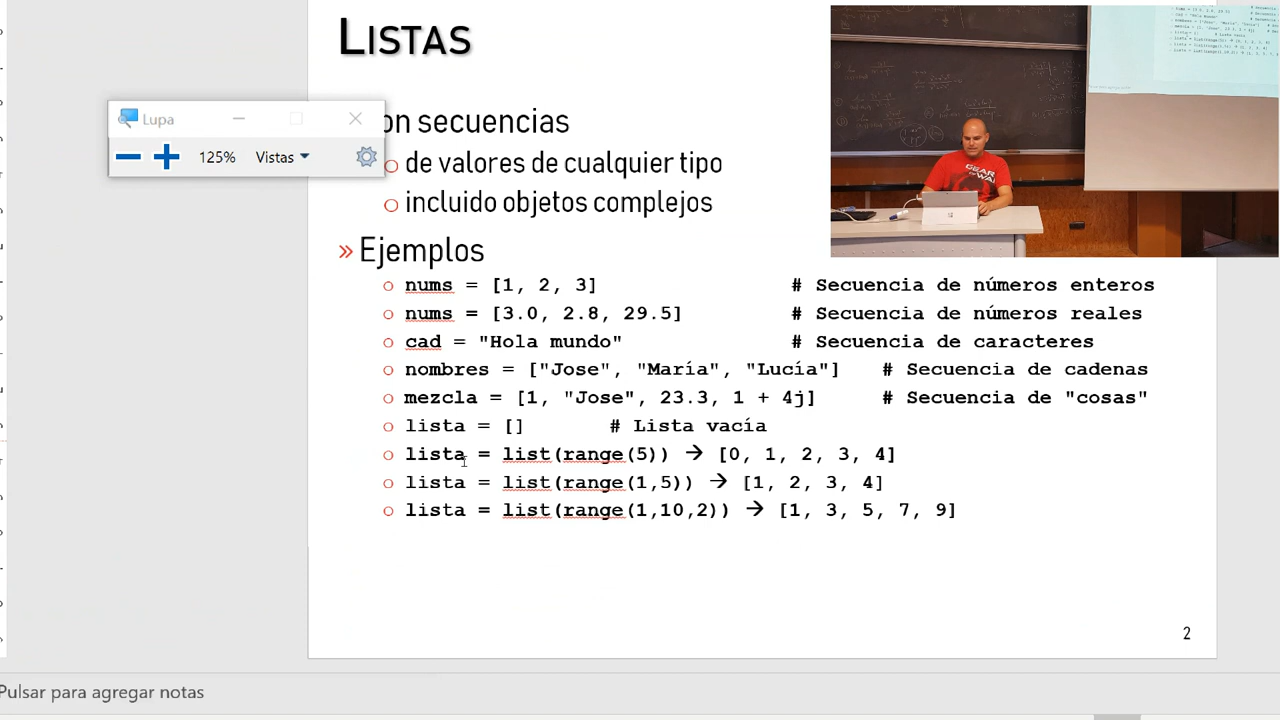 LISTAS
Lupa
125% Vistas
on secuencias
de valores de cualquier tipo
incluido objetos complejos
» Ejemplos
nums = [1, 2, 3] # Secuencia de números enteros
nums = [3.0, 2.8, 29.5] # Secuencia de números reales
cad = "Hola mundo" # Secuencia de caracteres
nombres = ["Jose", "María", "Lucía"] # Secuencia de cadenas
mezcla = [1, "Jose", 23.3, 1 + 4j] # Secuencia de "cosas"
lista = [] # Lista vacía
lista = list(range(5)) → [0, 1, 2, 3, 4]
lista = list(range(1,5)) → [1, 2, 3, 4]
lista = list(range(1,10,2)) → [1, 3, 5, 7, 9]
2
Pulsar para agregar notas
GEAR